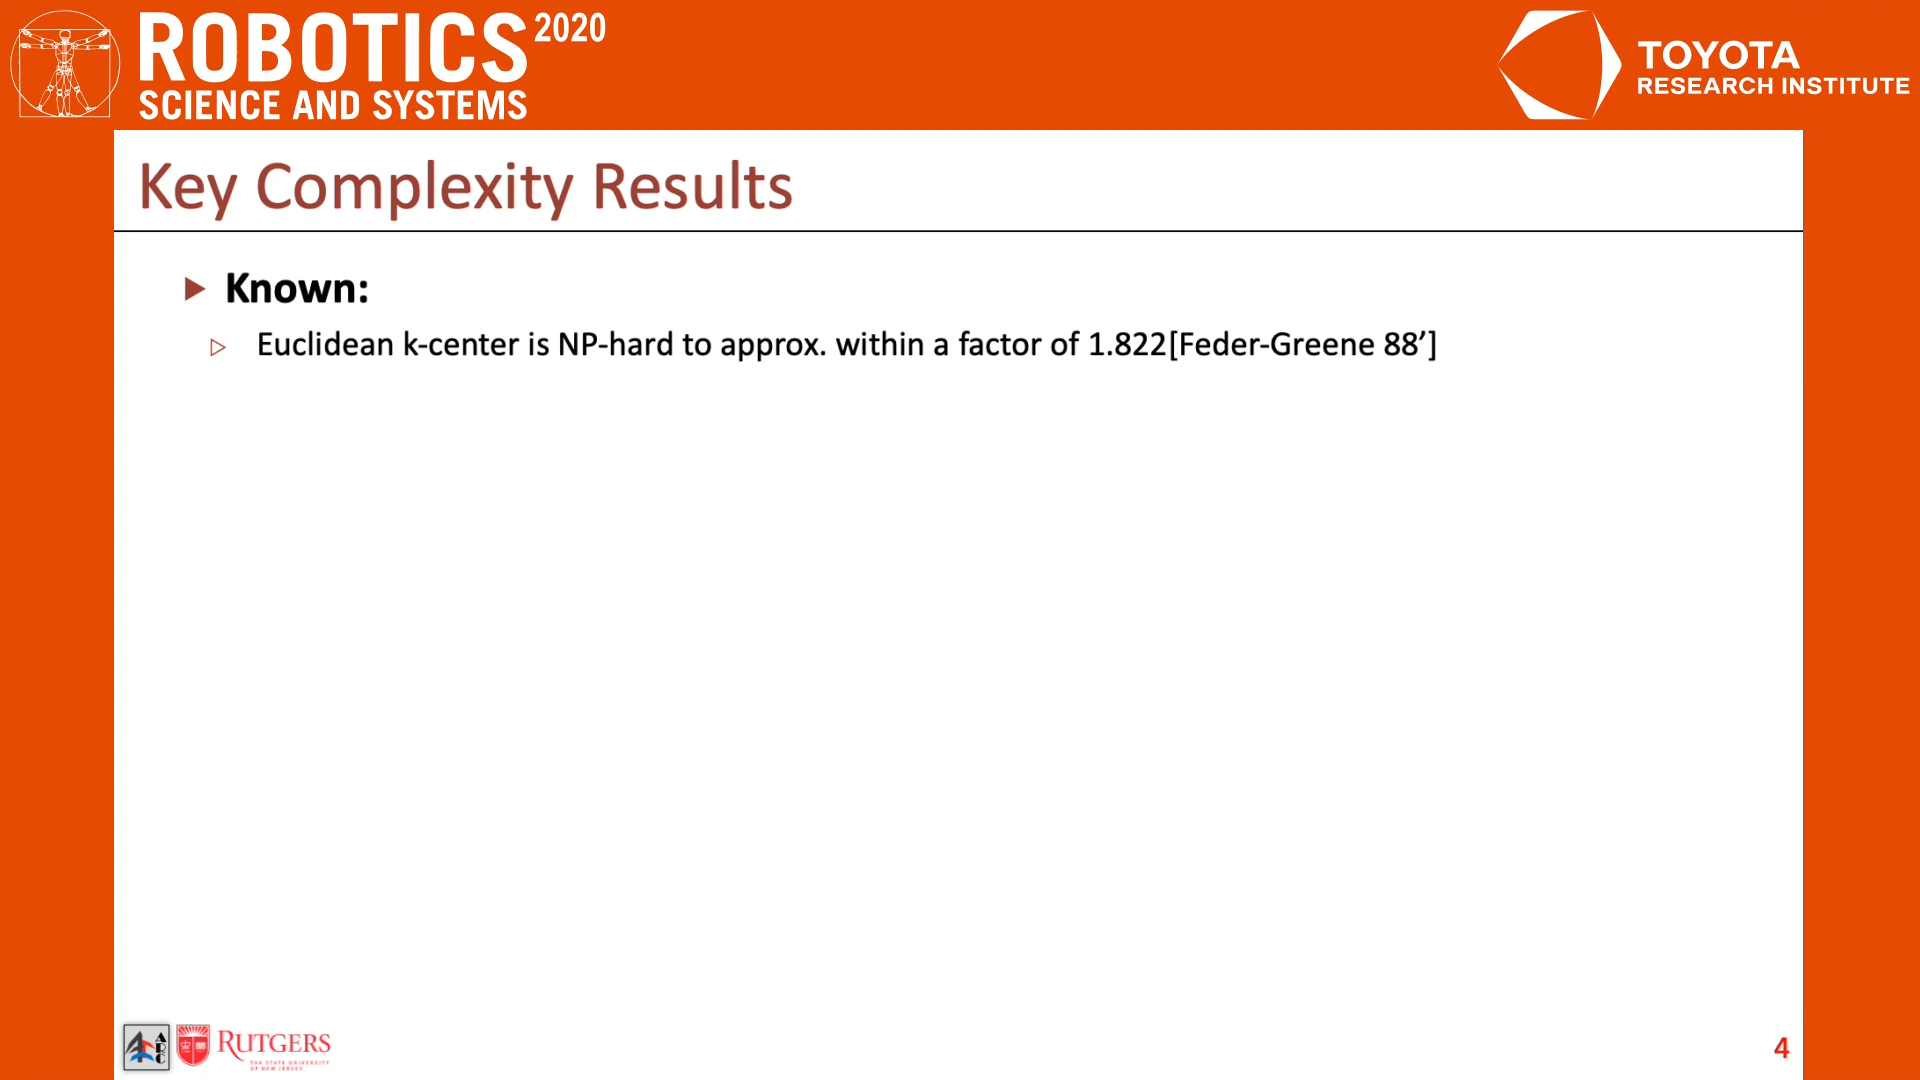 ROBOTICS 2020
SCIENCE AND SYSTEMS
TOYOTA
RESEARCH INSTITUTE
Key Complexity Results
Known:
Euclidean k-center is NP-hard to approx. within a factor of 1.822[Feder-Greene 88’]
ARC
RUTGERS
THE STATE UNIVERSITY
OF NEW JERSEY
4